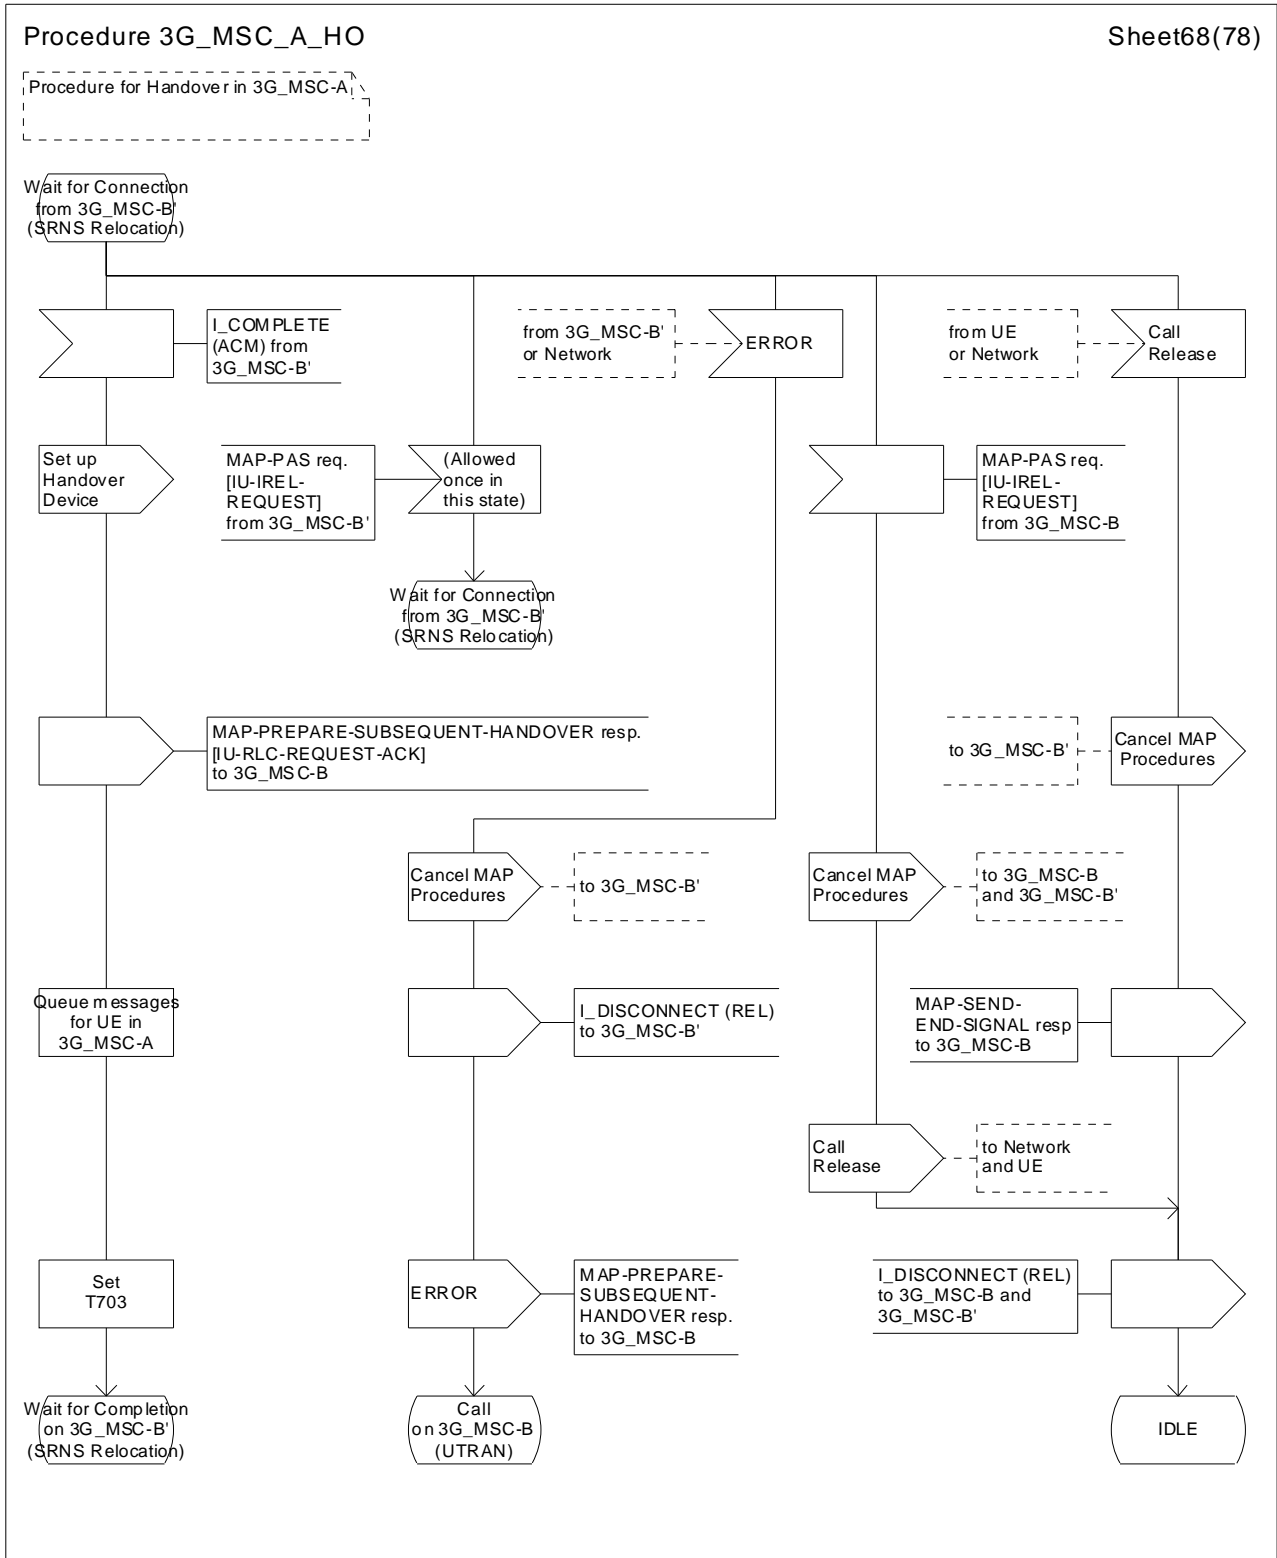 Procedure 3G_MSC_A_HO
Sheet68(78)
Procedure for Handover in 3G_MSC-A
Wait for Connection
from 3G_MSC-B'
(SRNS Relocation)
I_COMPLETE
(ACM) from
3G_MSC-B'
from 3G_MSC-B'
or Network
ERROR
from UE
or Network
Call
Release
Set up
Handover
Device
MAP-PAS req.
[IU-IREL-
REQUEST]
from 3G_MSC-B'
(Allowed
once in
this state)
MAP-PAS req.
[IU-IREL-
REQUEST]
from 3G_MSC-B
Wait for Connection
from 3G_MSC-B'
(SRNS Relocation)
MAP-PREPARE-SUBSEQUENT-HANDOVER resp.
[IU-RLC-REQUEST-ACK]
to 3G_MSC-B
to 3G_MSC-B'
Cancel MAP
Procedures
Cancel MAP
Procedures
to 3G_MSC-B'
Cancel MAP
Procedures
to 3G_MSC-B
and 3G_MSC-B'
Queue messages
for UE in
3G_MSC-A
I_DISCONNECT (REL)
to 3G_MSC-B'
MAP-SEND-
END-SIGNAL resp
to 3G_MSC-B
Call
Release
to Network
and UE
Set
T703
ERROR
MAP-PREPARE-
SUBSEQUENT-
HANDOVER resp.
to 3G_MSC-B
I_DISCONNECT (REL)
to 3G_MSC-B and
3G_MSC-B'
Wait for Completion
on 3G_MSC-B'
(SRNS Relocation)
Call
on 3G_MSC-B
(UTRAN)
IDLE